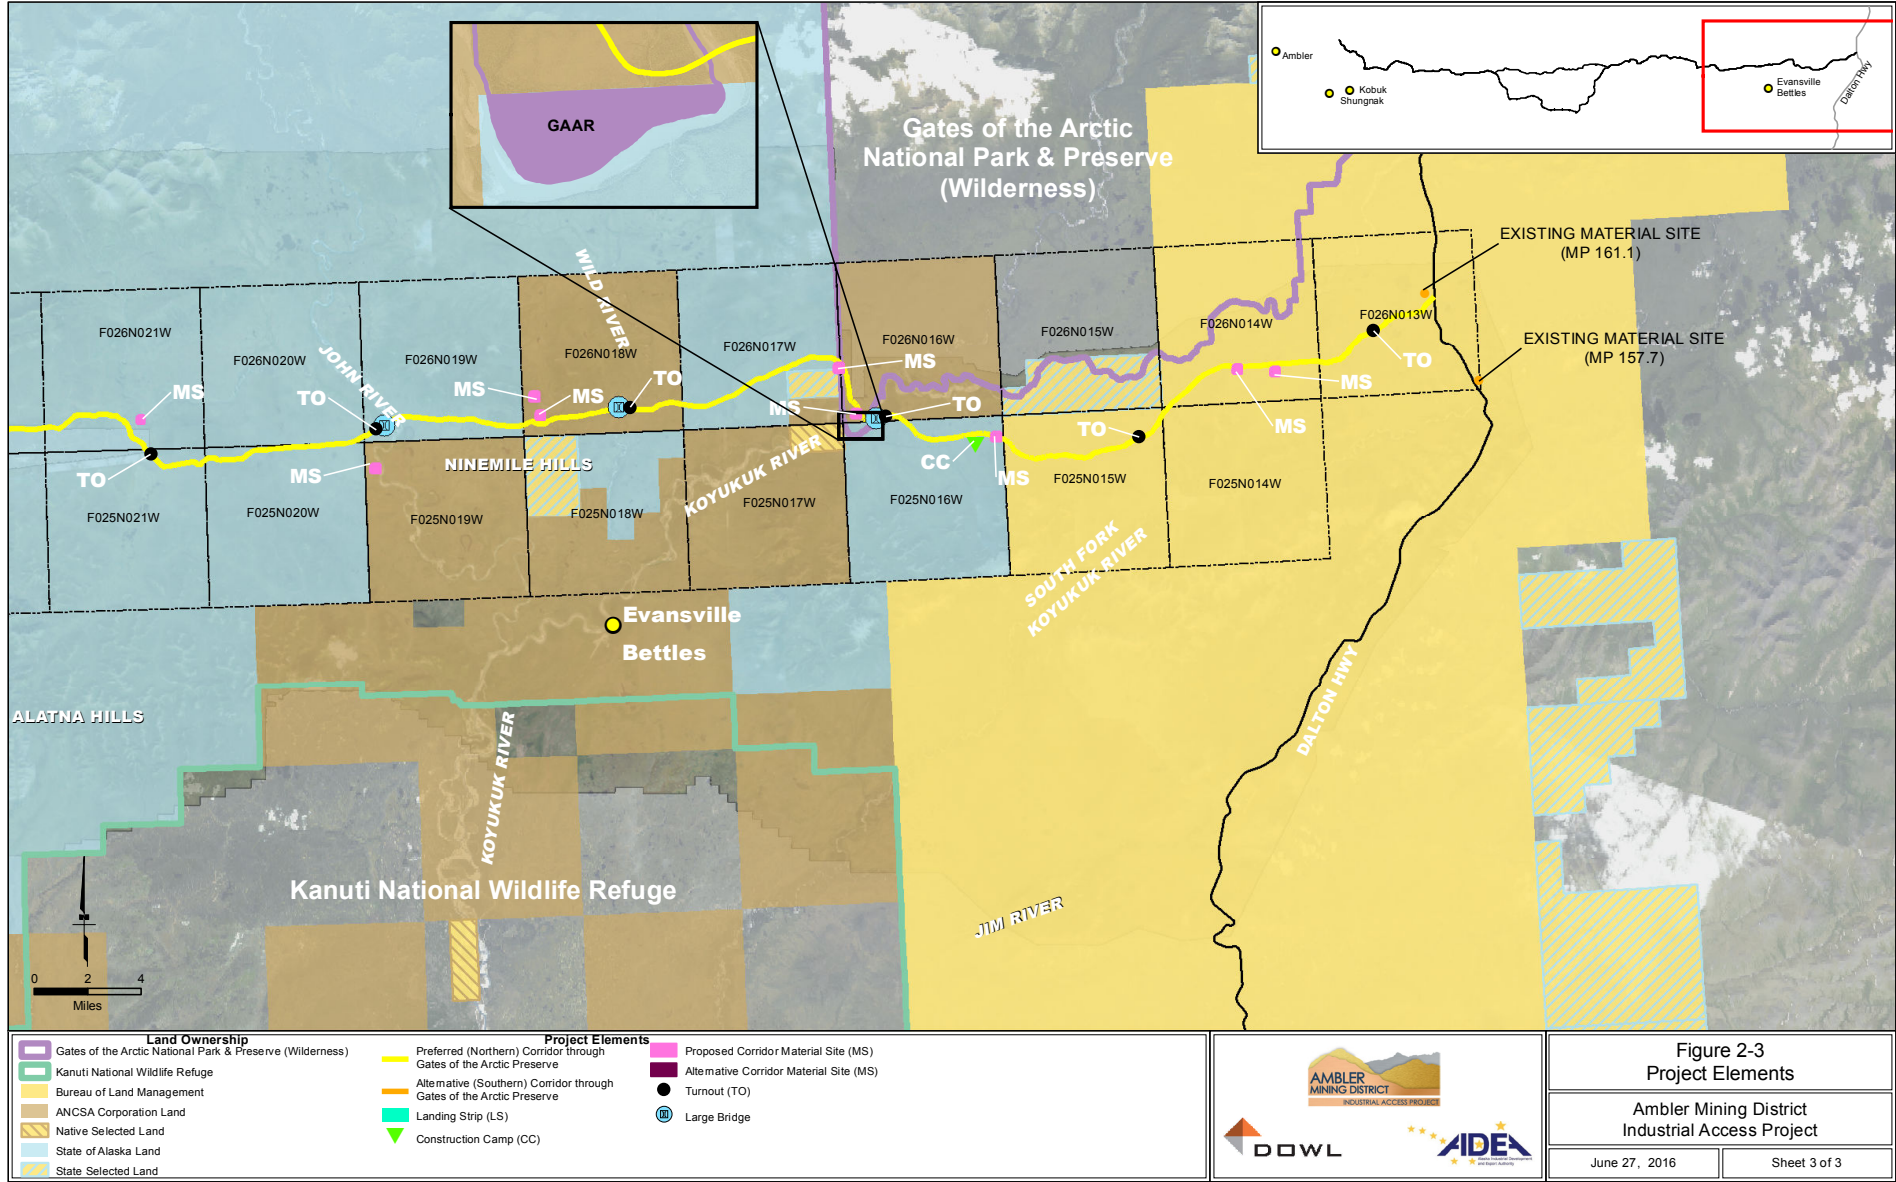 GAAR
Gates of the Arctic
National Park & Preserve
(Wilderness)
Ambler
Kobuk
Shungnak
Evansville
Bettles
Dalton Hwy
EXISTING MATERIAL SITE
(MP 161.1)
EXISTING MATERIAL SITE
(MP 157.7)
WILD RIVER
JOHN RIVER
F026N021W
F026N020W
F026N019W
F026N018W
F026N017W
F026N016W
F026N015W
F026N014W
F026N013W
MS
TO
MS
MS
TO
MS
MS
TO
TO
MS
MS
TO
TO
MS
CC
MS
NINEMILE HILLS
KOYUKUK RIVER
F025N021W
F025N020W
F025N019W
F025N018W
F025N017W
F025N016W
F025N015W
F025N014W
SOUTH FORK
KOYUKUK RIVER
Evansville
Bettles
DALTON HWY
ALATNA HILLS
KOYUKUK RIVER
Kanuti National Wildlife Refuge
JIM RIVER
0 2 4
Miles
Land Ownership
Gates of the Arctic National Park & Preserve (Wilderness)
Kanuti National Wildlife Refuge
Bureau of Land Management
ANCSA Corporation Land
Native Selected Land
State of Alaska Land
State Selected Land
Project Elements
Preferred (Northern) Corridor through
Gates of the Arctic Preserve
Alternative (Southern) Corridor through
Gates of the Arctic Preserve
Landing Strip (LS)
Construction Camp (CC)
Proposed Corridor Material Site (MS)
Alternative Corridor Material Site (MS)
Turnout (TO)
Large Bridge
AMBLER
MINING DISTRICT
INDUSTRIAL ACCESS PROJECT
DOWL
AIDEA
Alaska Industrial Development
and Export Authority
Figure 2-3
Project Elements
Ambler Mining District
Industrial Access Project
June 27, 2016
Sheet 3 of 3